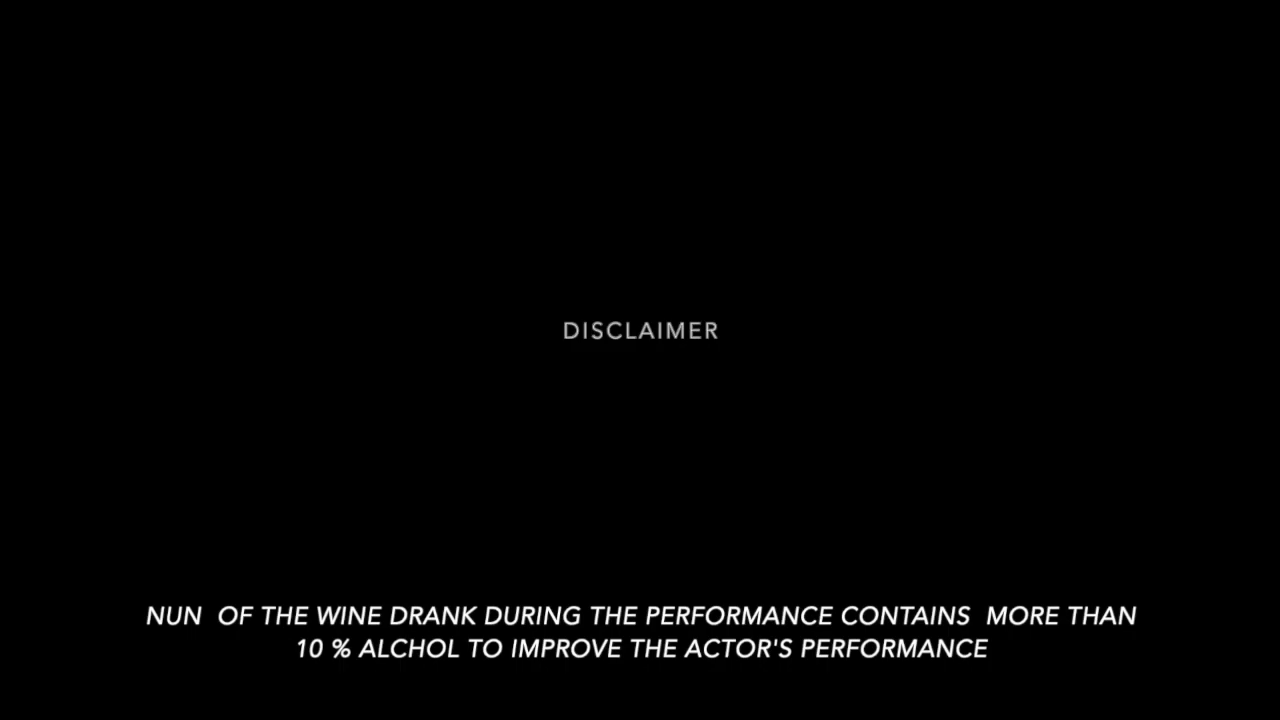 DISCLAIMER
NUN OF THE WINE DRANK DURING THE PERFORMANCE CONTAINS MORE THAN
10 % ALCHOL TO IMPROVE THE ACTOR'S PERFORMANCE